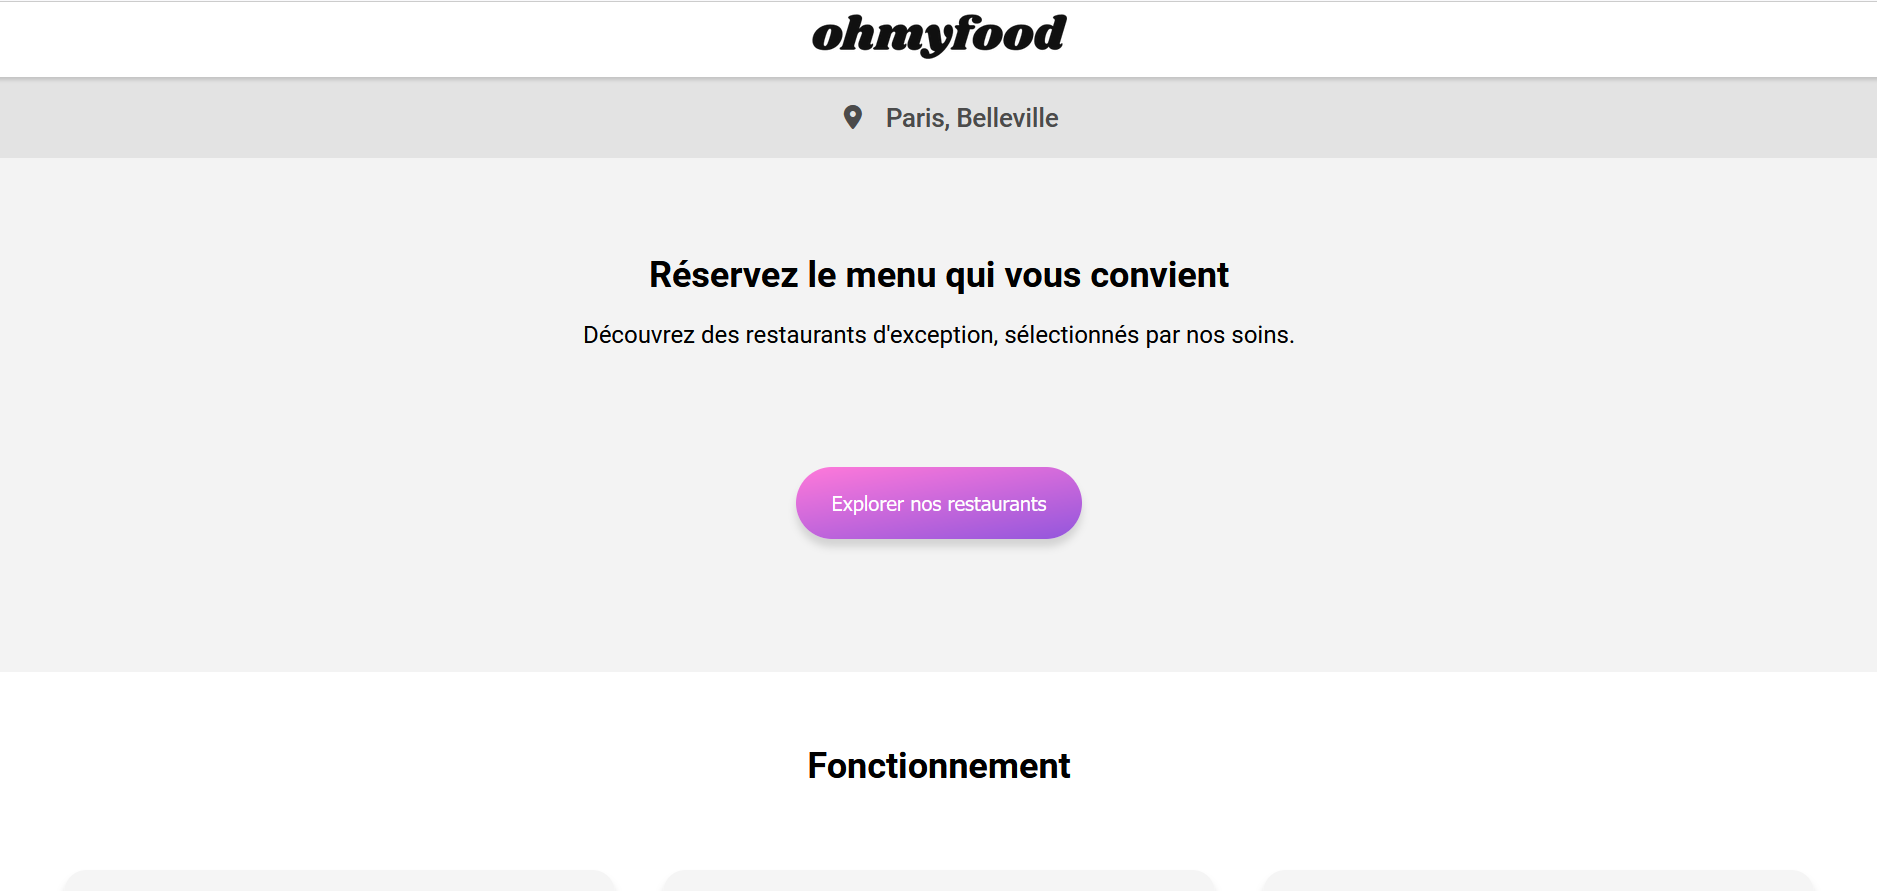 ohmyfood
Paris, Belleville
Réservez le menu qui vous convient
Découvrez des restaurants d'exception, sélectionnés par nos soins.
Explorer nos restaurants
Fonctionnement